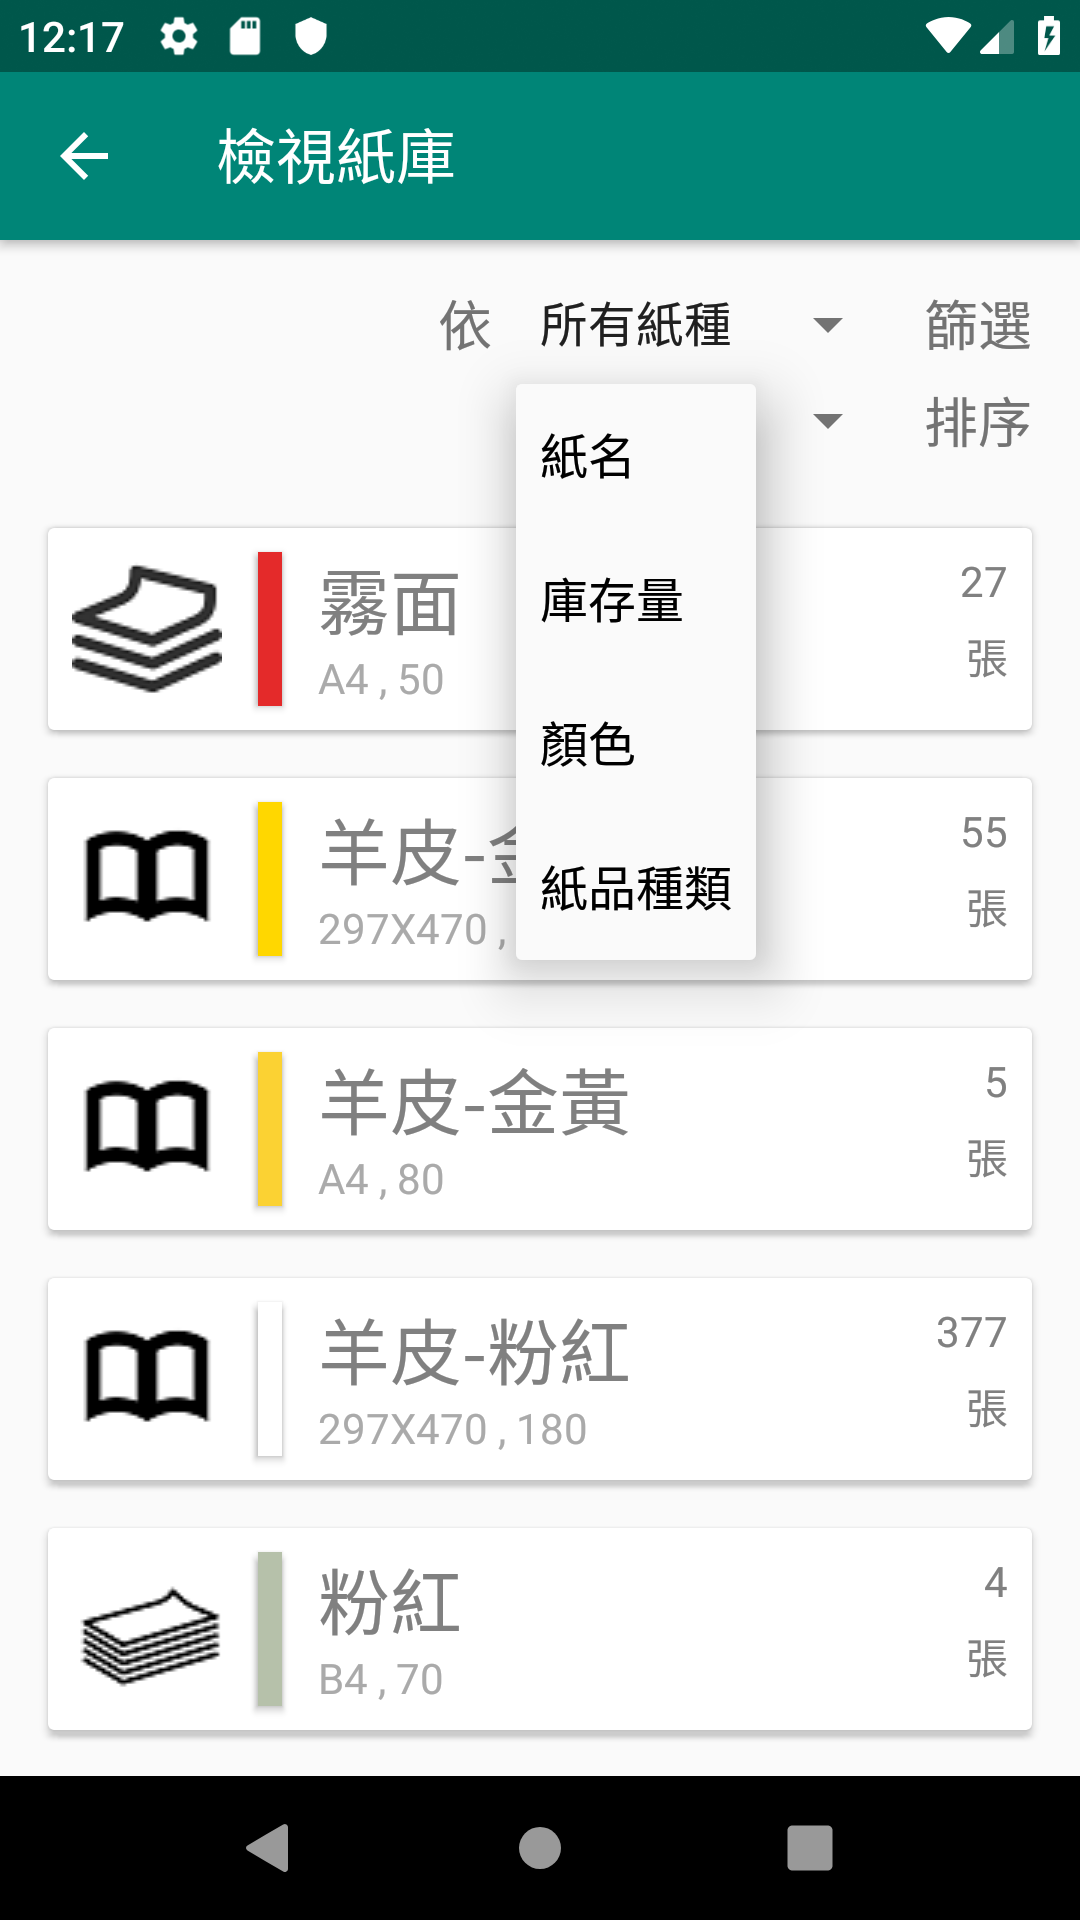 12:17
檢視紙庫
依 所有紙種 篩選
排序
紙名
庫存量
顏色
紙品種類
霧面
A4 , 50
27
張
羊皮-金
297X470 ,
55
張
羊皮-金黃
A4 , 80
5
張
羊皮-粉紅
297X470 , 180
377
張
粉紅
B4 , 70
4
張